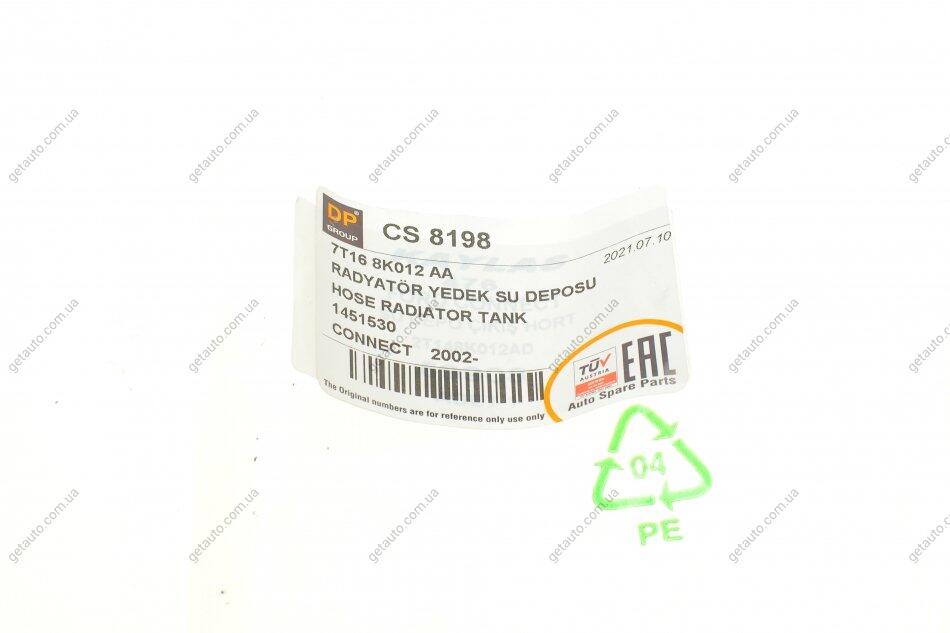 DP®
GROUP
CS 8198
2021.07.10
7T16 8K012 AA
RADYATÖR YEDEK SU DEPOSU
HOSE RADIATOR TANK
1451530
CONNECT 2002-
The Original numbers are for reference only use only
TÜV
AUSTRIA
EAC
Auto Spare Parts
04
PE
getauto.com.ua